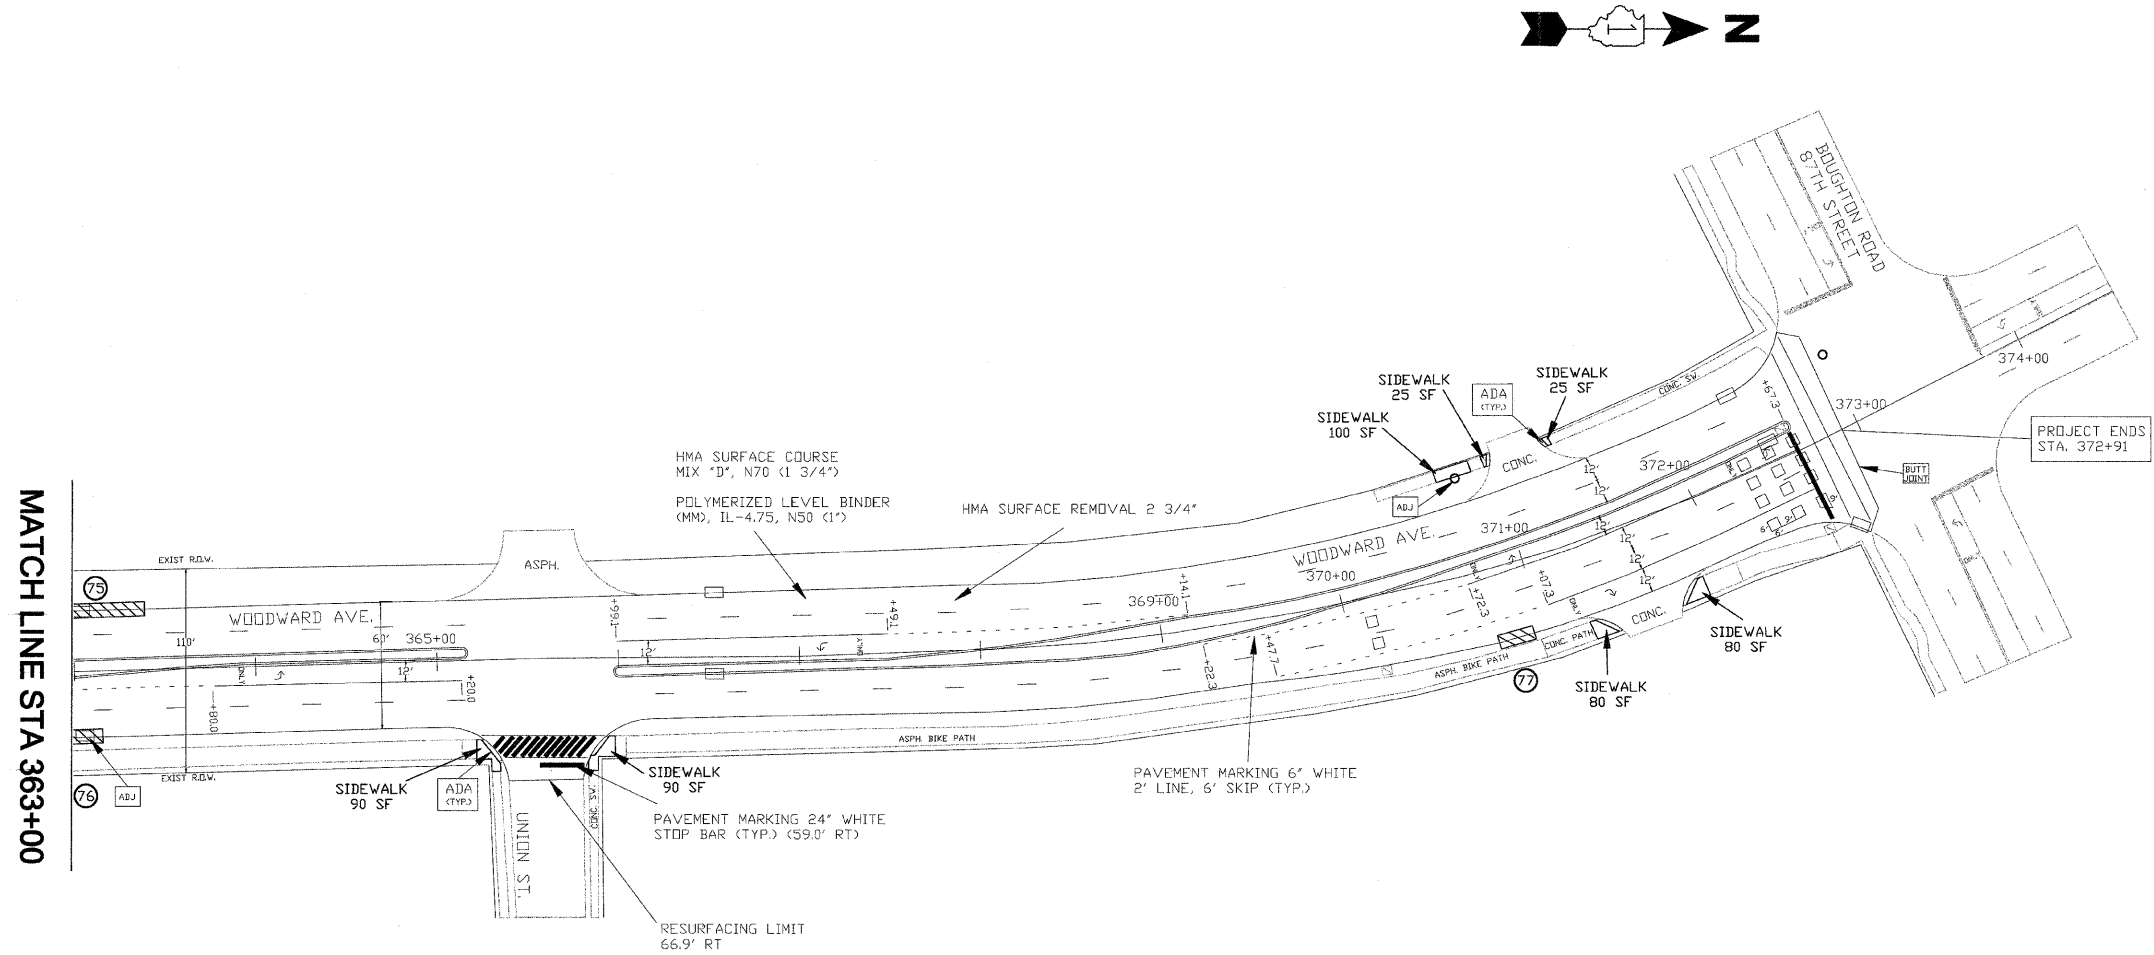 N
BOUGHTON ROAD
87TH STREET
374+00
373+00
PROJECT ENDS
STA. 372+91
BUTT
JOINT
+67.3
CONC. SW.
SIDEWALK
25 SF
ADA
(TYP.)
SIDEWALK
25 SF
SIDEWALK
100 SF
ADJ
CONC.
372+00
12'
12'
371+00
12'
12'
12'
12'
9'
9'
6'
6'
WOODWARD AVE.
370+00
369+00
+14.1
ONLY
+72.3
+07.3
ONLY
+47.7
+22.3
CONC. PATH
CONC.
SIDEWALK
80 SF
SIDEWALK
80 SF
77
ASPH. BIKE PATH
HMA SURFACE COURSE
MIX "D", N70 (1 3/4")
POLYMERIZED LEVEL BINDER
(MM), IL-4.75, N50 (1")
HMA SURFACE REMOVAL 2 3/4"
MATCH LINE STA 363+00
EXIST R.O.W.
75
WOODWARD AVE.
110'
60'
365+00
ASPH.
+99.1
12'
+49.1
ONLY
ONLY
12'
+20.0
+80.0
EXIST R.O.W.
76
ADJ
SIDEWALK
90 SF
ADA
(TYP.)
UNION ST.
CONC. SW.
SIDEWALK
90 SF
ASPH. BIKE PATH
PAVEMENT MARKING 24" WHITE
STOP BAR (TYP.) (59.0' RT)
PAVEMENT MARKING 6" WHITE
2' LINE, 6' SKIP (TYP.)
RESURFACING LIMIT
66.9' RT